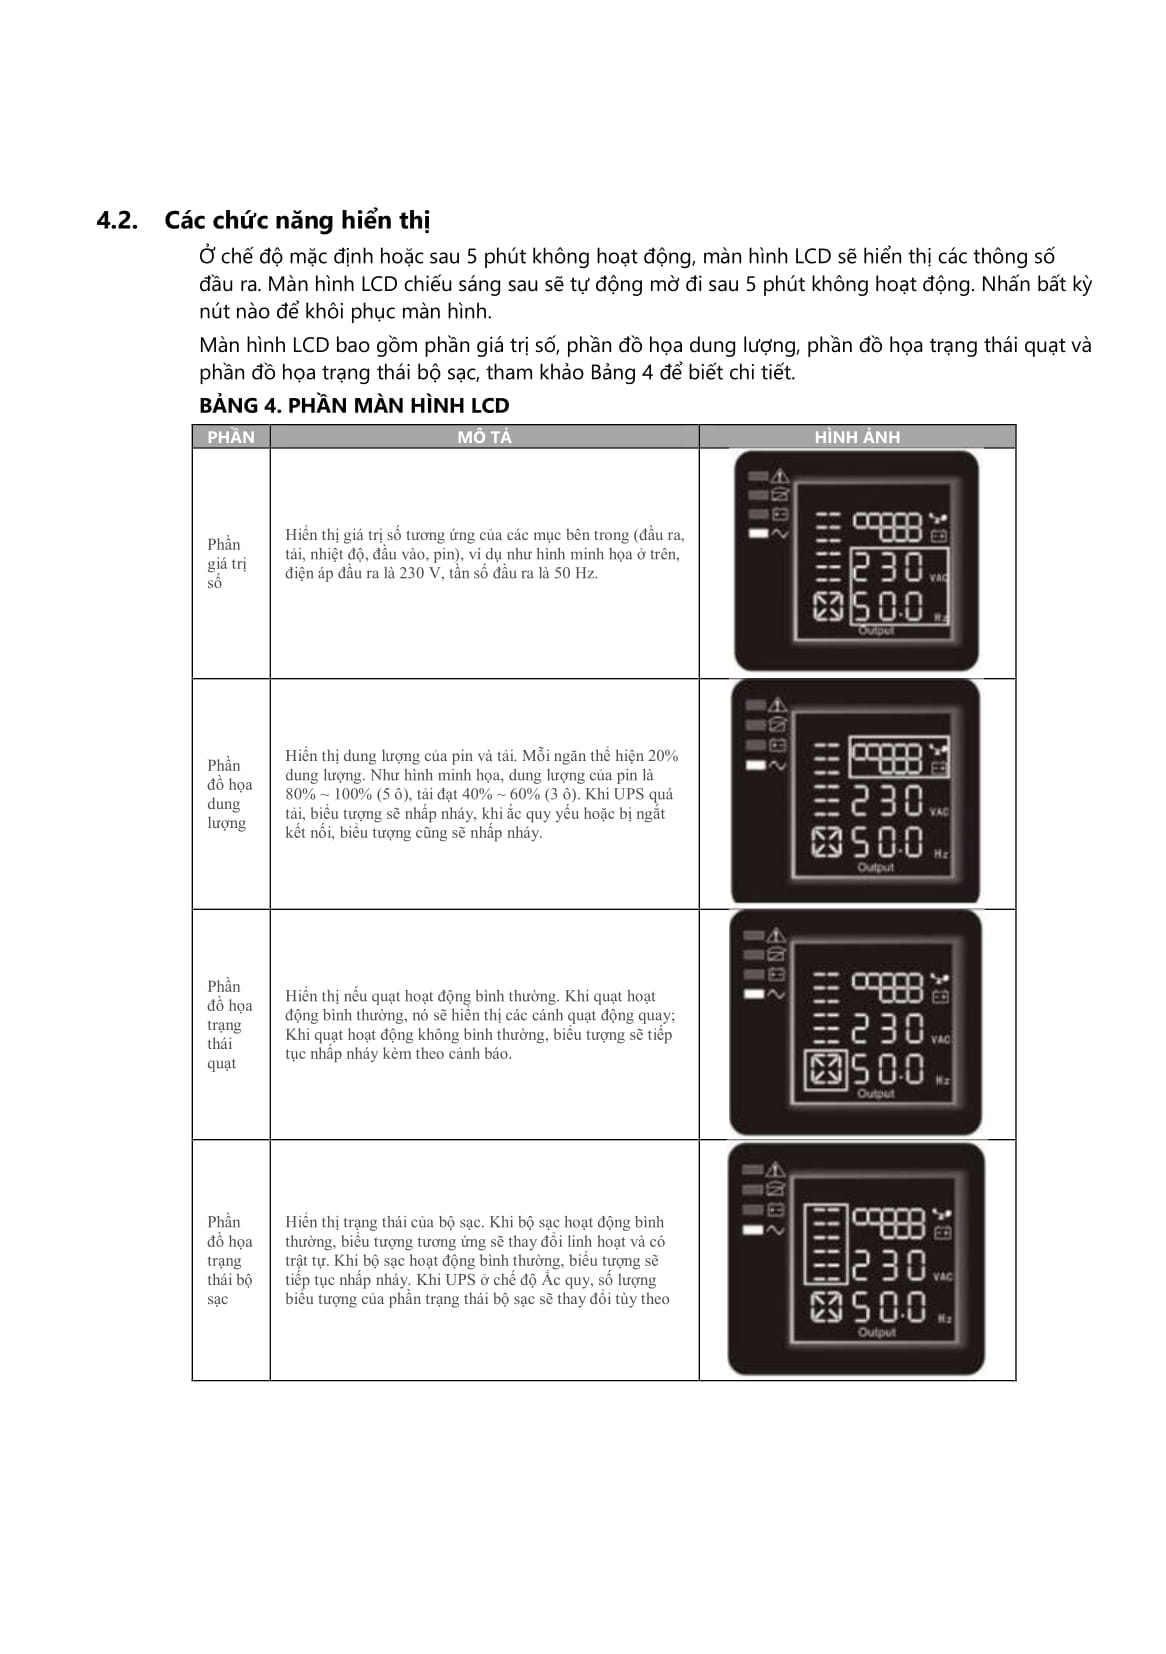 4.2. Các chức năng hiển thị
Ở chế độ mặc định hoặc sau 5 phút không hoạt động, màn hình LCD sẽ hiển thị các thông số
đầu ra. Màn hình LCD chiếu sáng sau sẽ tự động mờ đi sau 5 phút không hoạt động. Nhấn bất kỳ
nút nào để khôi phục màn hình.
Màn hình LCD bao gồm phần giá trị số, phần đồ họa dung lượng, phần đồ họa trạng thái quạt và
phần đồ họa trạng thái bộ sạc, tham khảo Bảng 4 để biết chi tiết.
BẢNG 4. PHẦN MÀN HÌNH LCD
PHẦN MÔ TẢ HÌNH ẢNH
Phần
giá trị
số
Hiển thị giá trị số tương ứng của các mục bên trong (đầu ra,
tải, nhiệt độ, đầu vào, pin), ví dụ như hình minh họa ở trên,
điện áp đầu ra là 230 V, tần số đầu ra là 50 Hz.
230 VAC
50.0 Hz
Output
Phần
đồ họa
dung
lượng
Hiển thị dung lượng của pin và tải. Mỗi ngăn thể hiện 20%
dung lượng. Như hình minh họa, dung lượng của pin là
80% ~ 100% (5 ô), tải đạt 40% ~ 60% (3 ô). Khi UPS quá
tải, biểu tượng sẽ nhấp nháy, khi ắc quy yếu hoặc bị ngắt
kết nối, biểu tượng cũng sẽ nhấp nháy.
230 VAC
50.0 Hz
Output
Phần
đồ họa
trạng
thái
quạt
Hiển thị nếu quạt hoạt động bình thường. Khi quạt hoạt
động bình thường, nó sẽ hiển thị các cánh quạt động quay;
Khi quạt hoạt động không bình thường, biểu tượng sẽ tiếp
tục nhấp nháy kèm theo cảnh báo.
230 VAC
50.0 Hz
Output
Phần
đồ họa
trạng
thái bộ
sạc
Hiển thị trạng thái của bộ sạc. Khi bộ sạc hoạt động bình
thường, biểu tượng tương ứng sẽ thay đổi linh hoạt và có
trật tự. Khi bộ sạc hoạt động bình thường, biểu tượng sẽ
tiếp tục nhấp nháy. Khi UPS ở chế độ Ắc quy, số lượng
biểu tượng của phần trạng thái bộ sạc sẽ thay đổi tùy theo
230 VAC
50.0 Hz
Output